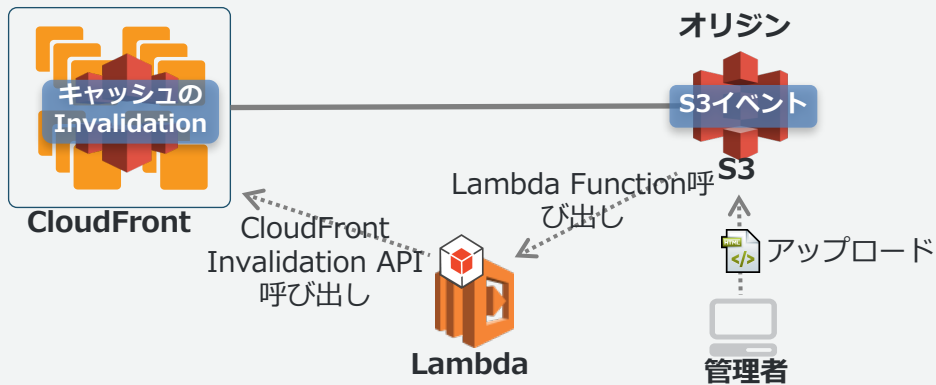 オリジン
キャッシュの
Invalidation
S3イベント
S3
CloudFront
Lambda Function呼
び出し
CloudFront
Invalidation API
呼び出し
HTML
</>
アップロード
Lambda
管理者